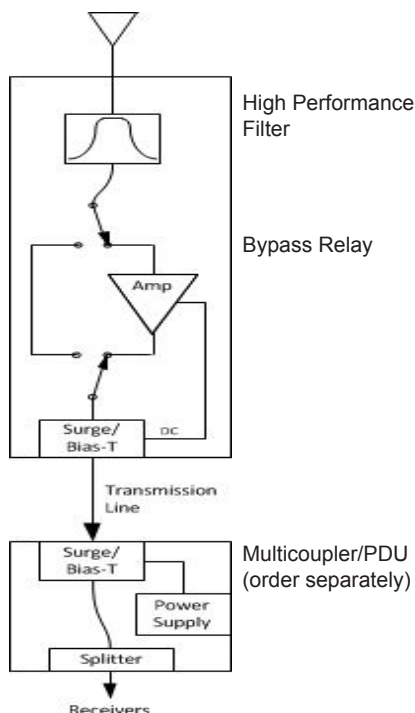 High Performance
Filter
Bypass Relay
Amp
Surge/
Bias-T
DC
Transmission
Line
Surge/
Bias-T
Multicoupler/PDU
(order separately)
Power
Supply
Splitter
Receivers